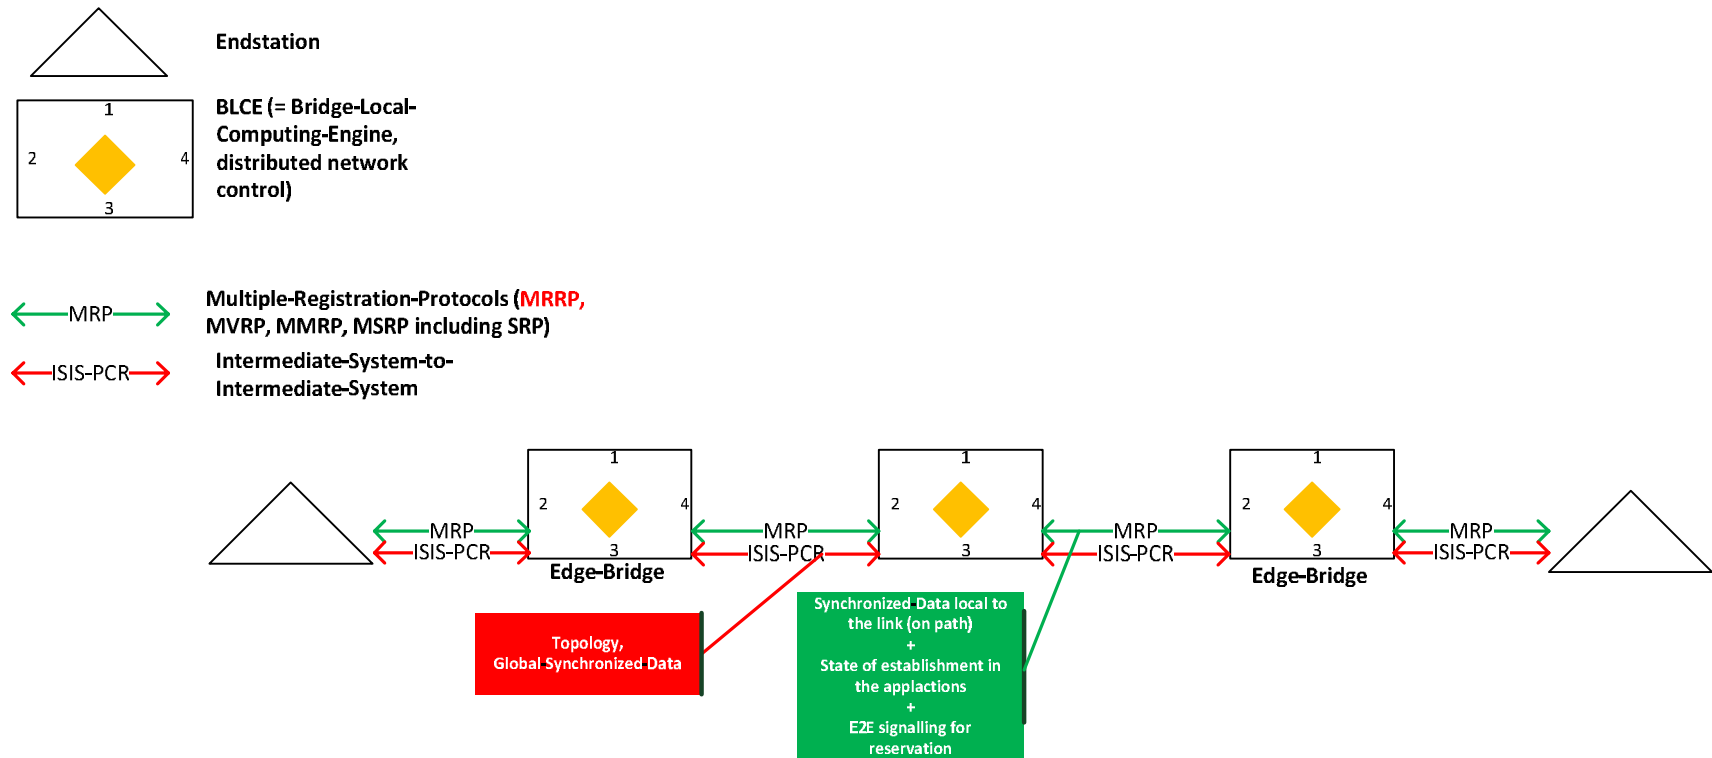 Endstation
1
2
4
3
BLCE (= Bridge-Local-
Computing-Engine,
distributed network
control)
MRP
Multiple-Registration-Protocols (MRRP,
MVRP, MMRP, MSRP including SRP)
ISIS-PCR
Intermediate-System-to-
Intermediate-System
MRP
ISIS-PCR
1
2
4
3
Edge-Bridge
MRP
ISIS-PCR
1
2
4
3
MRP
ISIS-PCR
1
2
4
3
Edge-Bridge
MRP
ISIS-PCR
Topology,
Global-Synchronized-Data
Synchronized-Data local to
the link (on path)
+
State of establishment in
the applactions
+
E2E signalling for
reservation